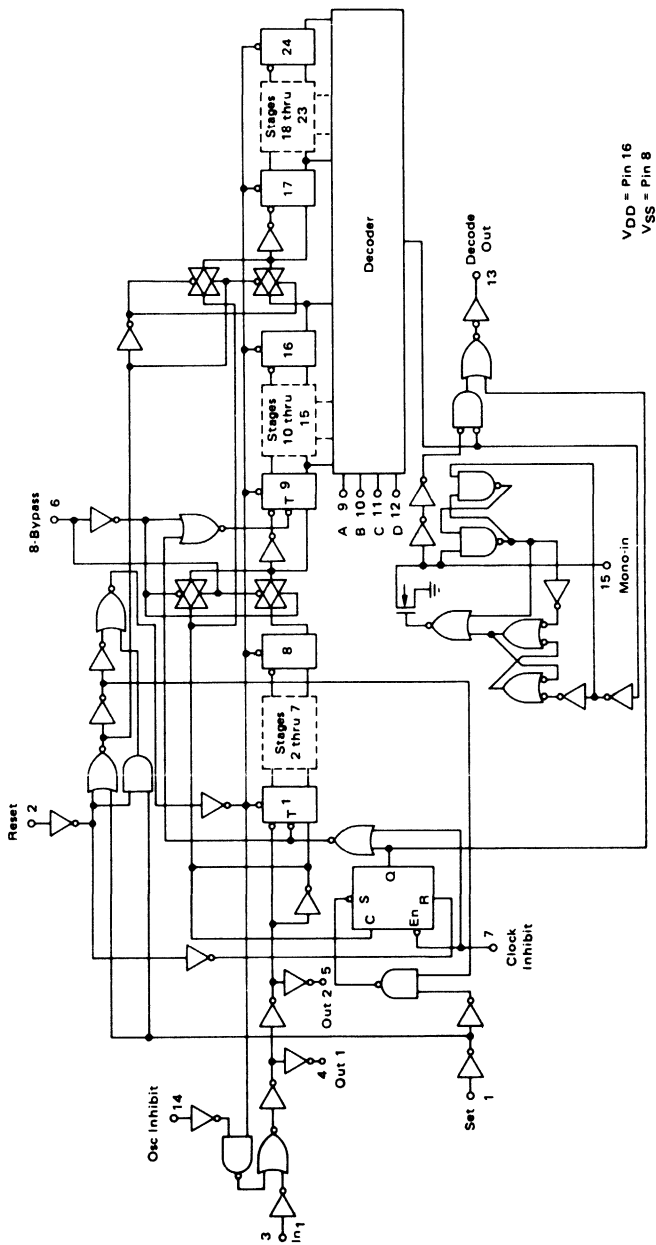 Reset
2
8-Bypass
6
Osc Inhibit
14
3
In1
4
Out 1
5
Out 2
Set
1
T 1
Stages
2 thru 7
8
T 9
Stages
10 thru
15
16
17
Stages
18 thru
23
24
A 9
B 10
C 11
D 12
Decoder
C
S
Q
En
R
7
Clock
Inhibit
15
Mono-in
Decode
Out
13
VDD = Pin 16
VSS = Pin 8